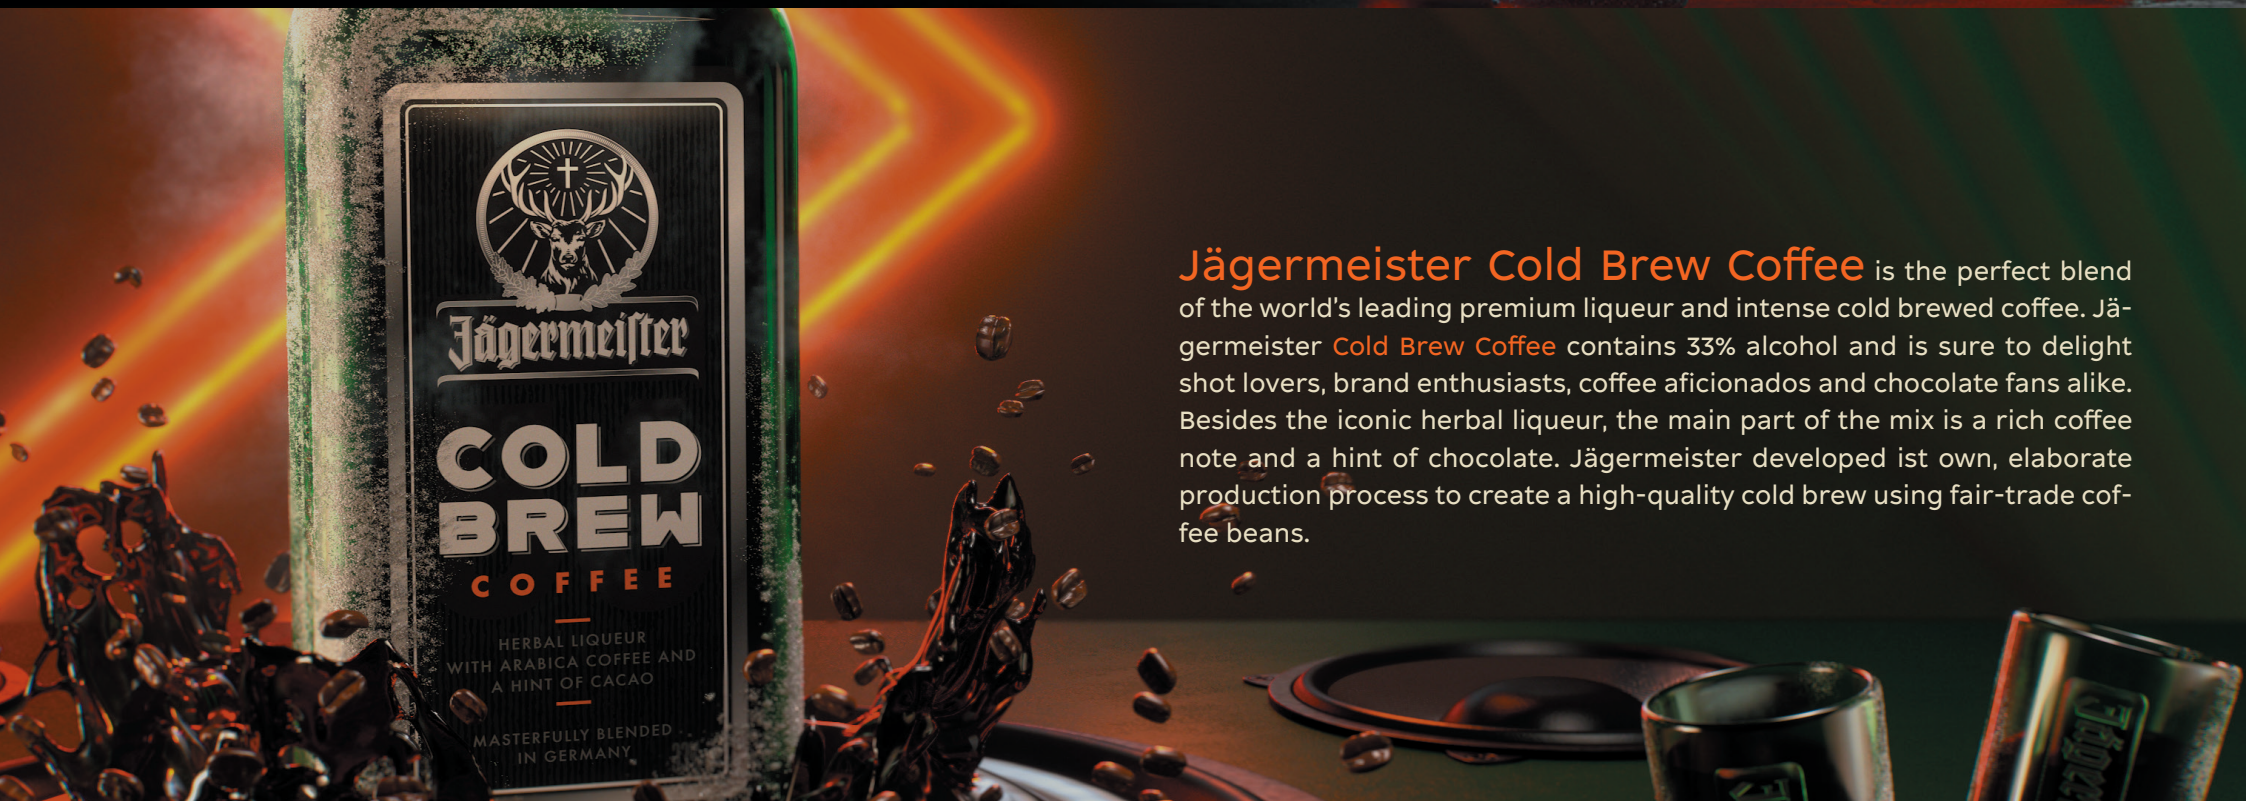 Jägermeiſter
COLD
BREW
COFFEE
HERBAL LIQUEUR
WITH ARABICA COFFEE AND
A HINT OF CACAO
MASTERFULLY BLENDED
IN GERMANY
Jägermeister Cold Brew Coffee is the perfect blend
of the world's leading premium liqueur and intense cold brewed coffee. Jä-
germeister Cold Brew Coffee contains 33% alcohol and is sure to delight
shot lovers, brand enthusiasts, coffee aficionados and chocolate fans alike.
Besides the iconic herbal liqueur, the main part of the mix is a rich coffee
note and a hint of chocolate. Jägermeister developed ist own, elaborate
production process to create a high-quality cold brew using fair-trade cof-
fee beans.
Jäger